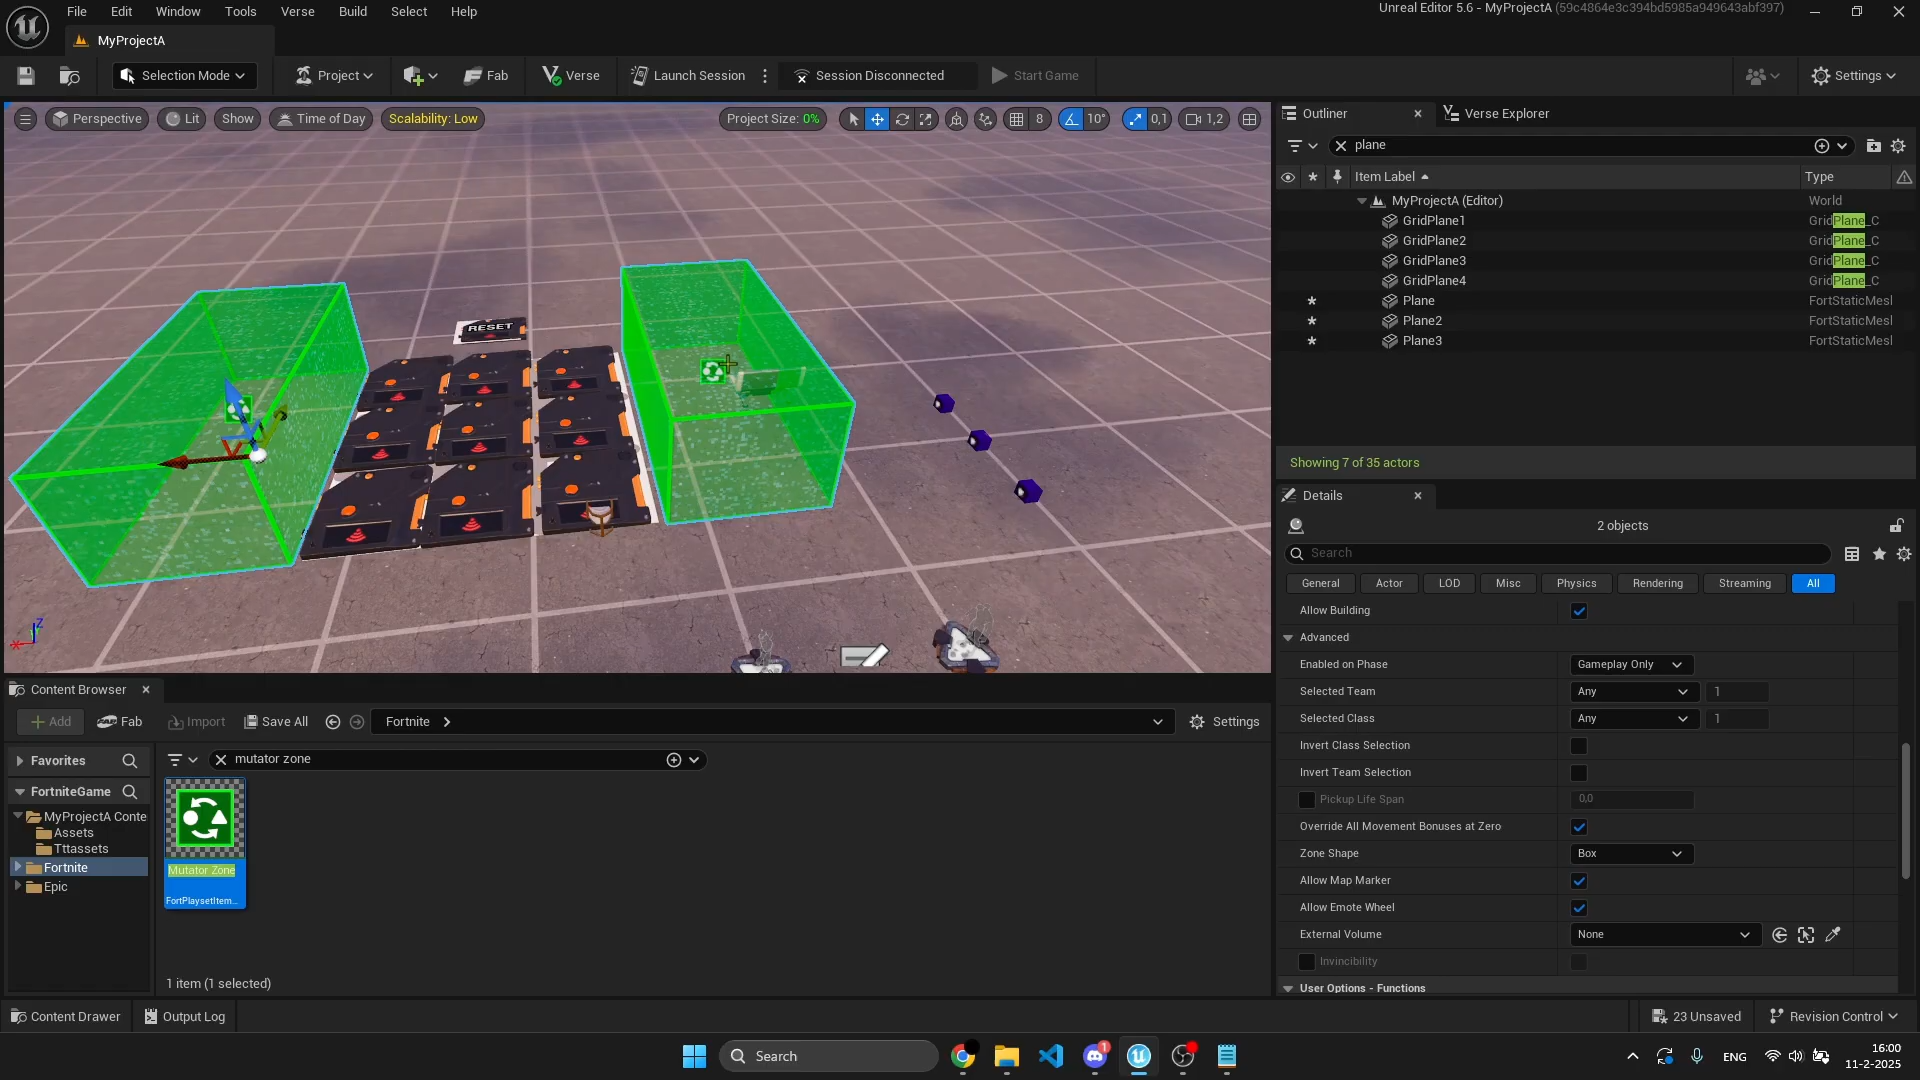 File Edit Window Tools Verse Build Select Help
Unreal Editor 5.6 - MyProjectA (59c4864e3c394bd5985a949643abf397)
MyProjectA
Selection Mode Project Fab Verse Launch Session Session Disconnected Start Game Settings
Perspective Lit Show Time of Day Scalability: Low Project Size: 0% 8 10° 0,1 1,2
RESET
Outliner Verse Explorer
plane
Item Label Type
MyProjectA (Editor) World
GridPlane1 GridPlane_C
GridPlane2 GridPlane_C
GridPlane3 GridPlane_C
GridPlane4 GridPlane_C
Plane FortStaticMesl
Plane2 FortStaticMesl
Plane3 FortStaticMesl
Showing 7 of 35 actors
Details
2 objects
Search
General Actor LOD Misc Physics Rendering Streaming All
Allow Building
Advanced
Enabled on Phase Gameplay Only
Selected Team Any 1
Selected Class Any 1
Invert Class Selection
Invert Team Selection
Pickup Life Span 0,0
Override All Movement Bonuses at Zero
Zone Shape Box
Allow Map Marker
Allow Emote Wheel
External Volume None
Invincibility
User Options - Functions
Content Browser
Add Fab Import Save All Fortnite Settings
Favorites
mutator zone
FortniteGame
MyProjectA Conte
Assets
Tttassets
Fortnite
Epic
Mutator Zone
FortPlaysetItem...
1 item (1 selected)
Content Drawer Output Log 23 Unsaved Revision Control
Search
1
ENG
16:00
11-2-2025